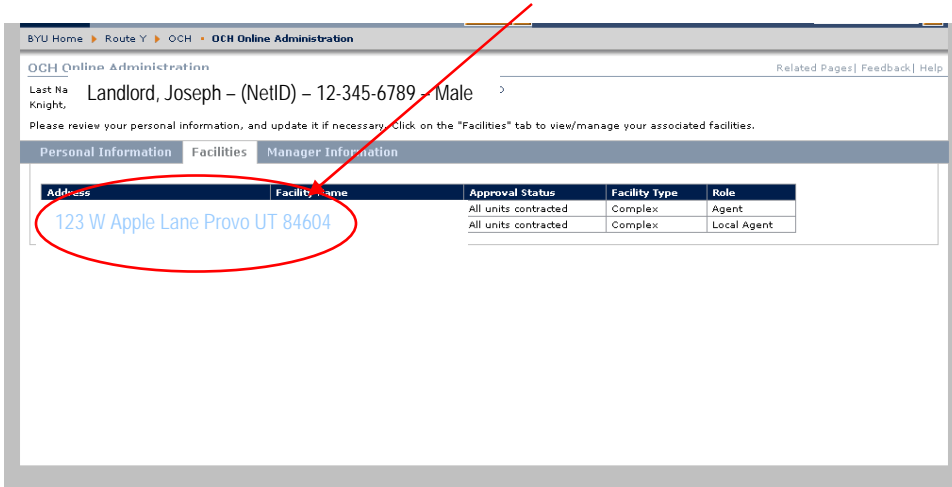 BYU Home Route Y OCH • OCH Online Administration
OCH Online Administration
Related Pages| Feedback| Help
Last Na
Landlord, Joseph – (NetID) – 12-345-6789 – Male
Knight,
Please review your personal information, and update it if necessary. Click on the "Facilities" tab to view/manage your associated facilities.
Personal Information Facilities Manager Information
Address Facility Name Approval Status Facility Type Role
All units contracted Complex Agent
123 W Apple Lane Provo UT 84604
All units contracted Complex Local Agent